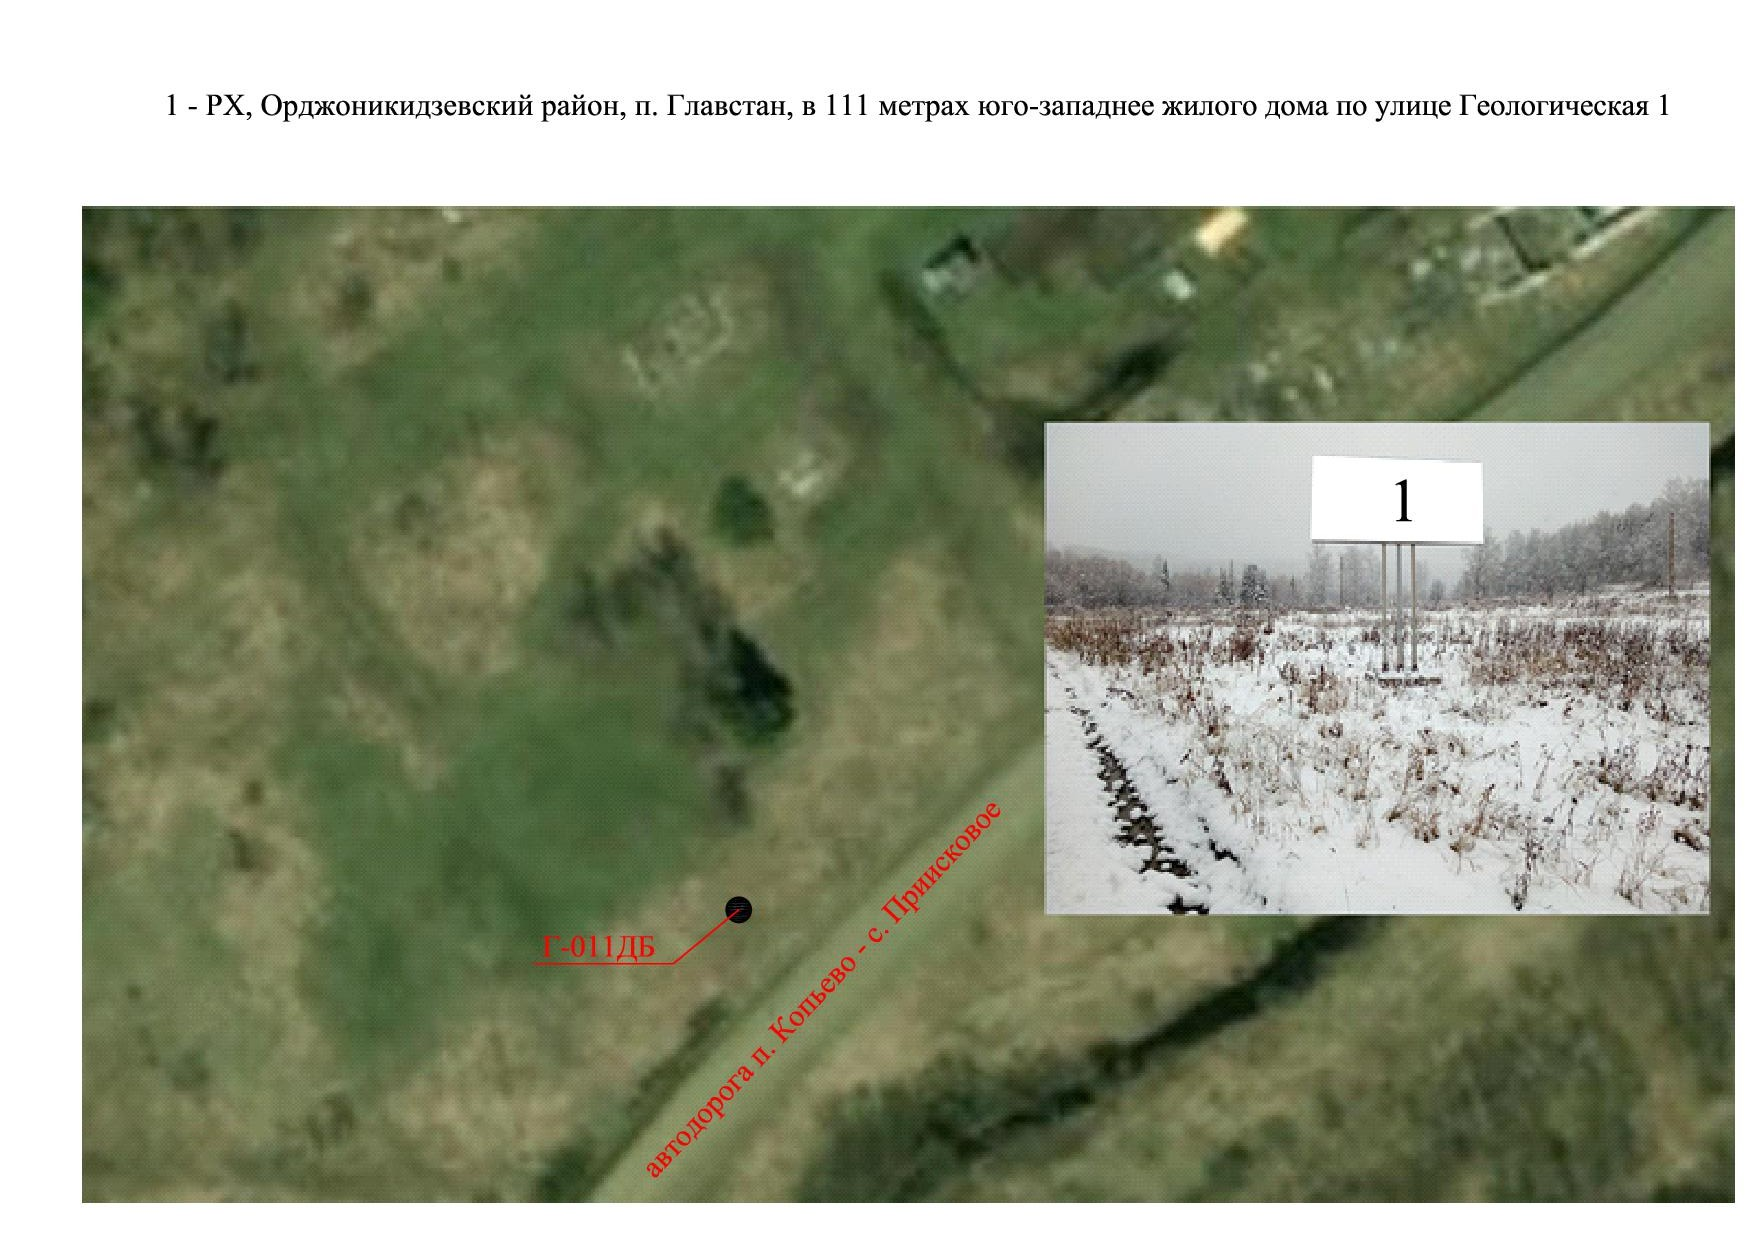 1 - РХ, Орджоникидзевский район, п. Главстан, в 111 метрах юго-западнее жилого дома по улице Геологическая 1
1
Г-011ДБ
автодорога п. Копьево - с. Приисковое